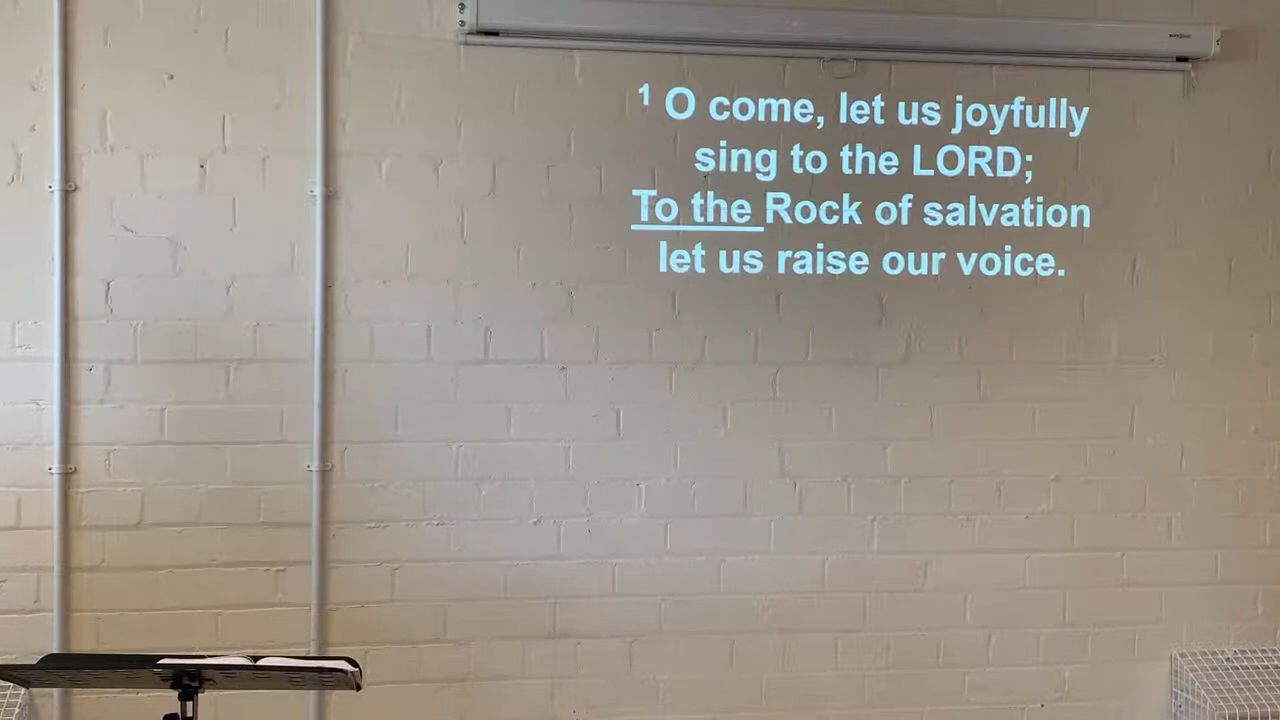 ¹ O come, let us joyfully
sing to the LORD;
To the Rock of salvation
let us raise our voice.